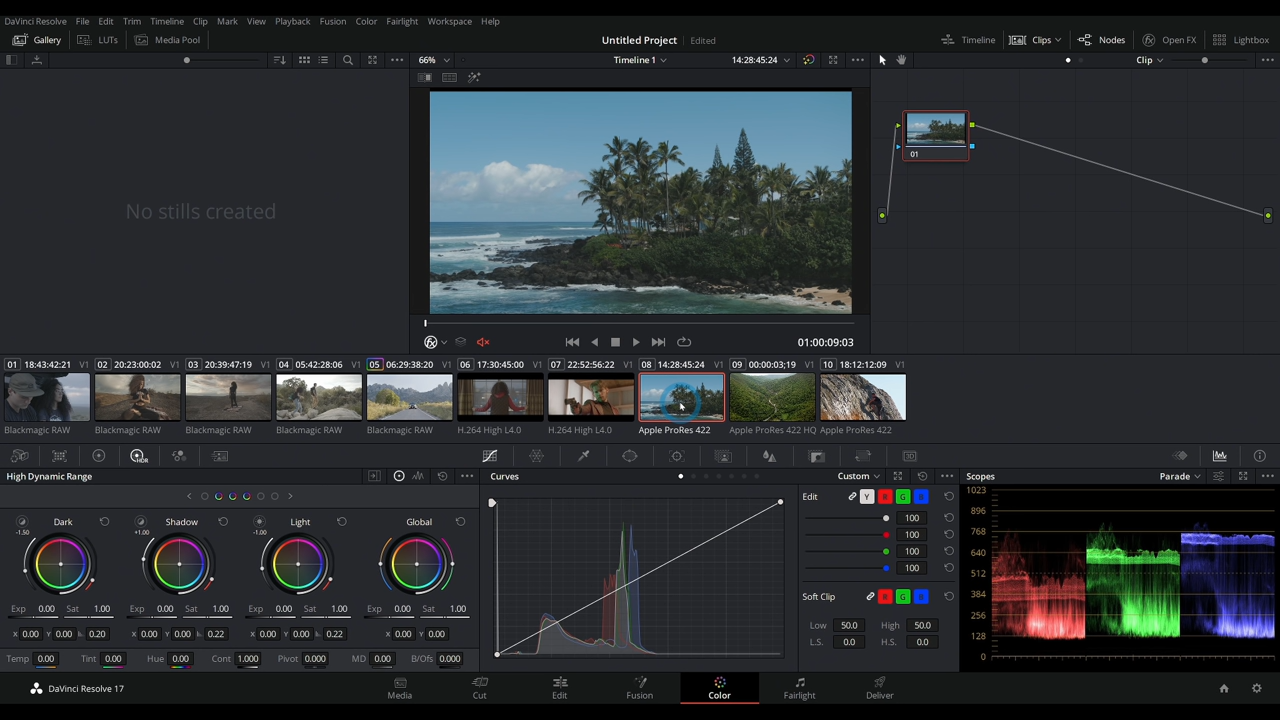 DaVinci Resolve File Edit Trim Timeline Clip Mark View Playback Fusion Color Fairlight Workspace Help
Gallery LUTs Media Pool Untitled Project Edited Timeline Clips Nodes Open FX Lightbox
66% Timeline 1 14:28:45:24 Clip
No stills created
01
01:00:09:03
01 18:43:42:21 V1 02 20:23:00:02 V1 03 20:39:47:19 V1 04 05:42:28:06 V1 05 06:29:38:20 V1 06 17:30:45:00 V1 07 22:52:56:22 V1 08 14:28:45:24 V1 09 00:00:03;19 V1 10 18:12:12:09 V1
Blackmagic RAW Blackmagic RAW Blackmagic RAW Blackmagic RAW Blackmagic RAW H.264 High L4.0 H.264 High L4.0 Apple ProRes 422 Apple ProRes 422 HQ Apple ProRes 422
HDR
High Dynamic Range Curves Custom Scopes Parade
Dark Shadow Light Global
-1.50 +1.00 -1.00
Exp 0.00 Sat 1.00 Exp 0.00 Sat 1.00 Exp 0.00 Sat 1.00 Exp 0.00 Sat 1.00
X 0.00 Y 0.00 L 0.20 X 0.00 Y 0.00 L 0.22 X 0.00 Y 0.00 L 0.22 X 0.00 Y 0.00
Temp 0.00 Tint 0.00 Hue 0.00 Cont 1.000 Pivot 0.000 MD 0.00 B/Ofs 0.000
Edit Y R G B
100
100
100
100
Soft Clip R G B
Low 50.0 High 50.0
L.S. 0.0 H.S. 0.0
1023
896
768
640
512
384
256
128
0
DaVinci Resolve 17 Media Cut Edit Fusion Color Fairlight Deliver